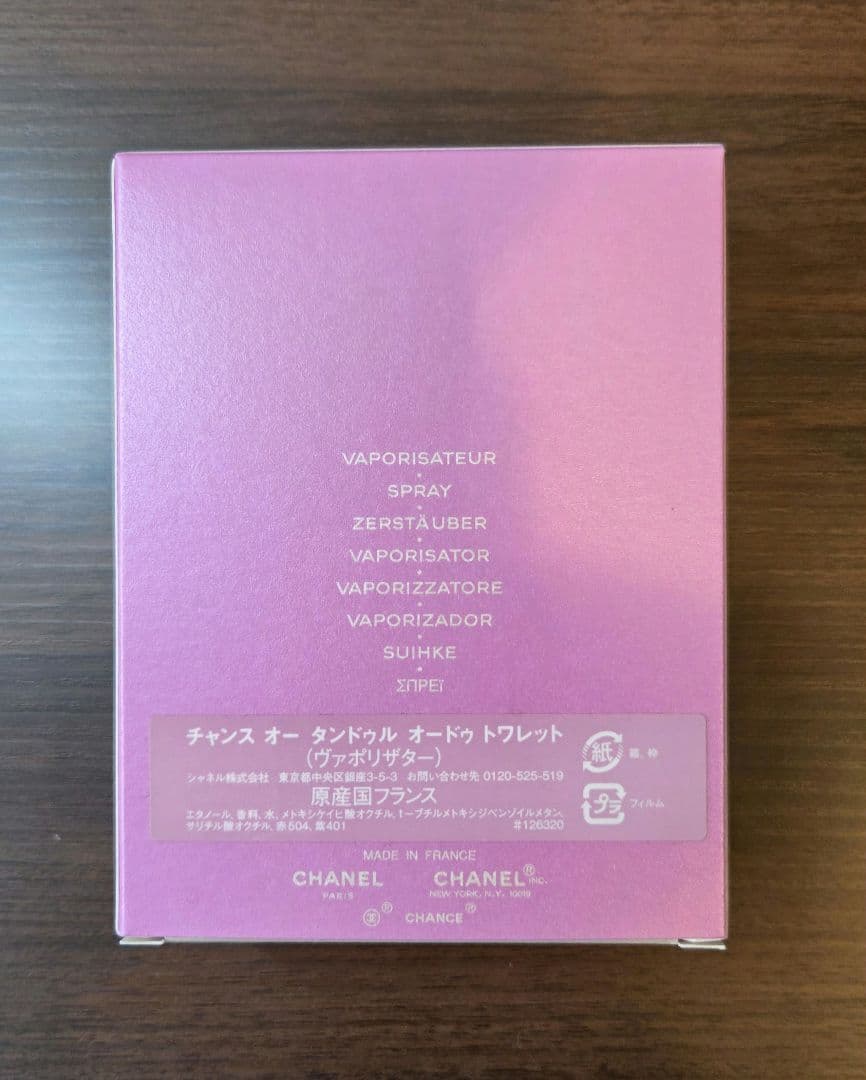 VAPORISATEUR
SPRAY
ZERSTÄUBER
VAPORISATOR
VAPORIZZATORE
VAPORIZADOR
SUIHKE
ΣΠΡΕΪ
チャンス オー タンドゥル オードゥ トワレット
(ヴァポリザター)
シャネル株式会社 東京都中央区銀座3-5-3 お問い合わせ先 0120-525-519
原産国フランス
エタノール、香料、水、メトキシケイヒ酸オクチル、t-ブチルメトキシジベンゾイルメタン、
サリチル酸オクチル、赤504、紫401 #126320
紙 箱、枠
プラ フィルム
MADE IN FRANCE
CHANEL CHANEL® INC.
PARIS NEW YORK, N.Y. 10019
® CHANCE®